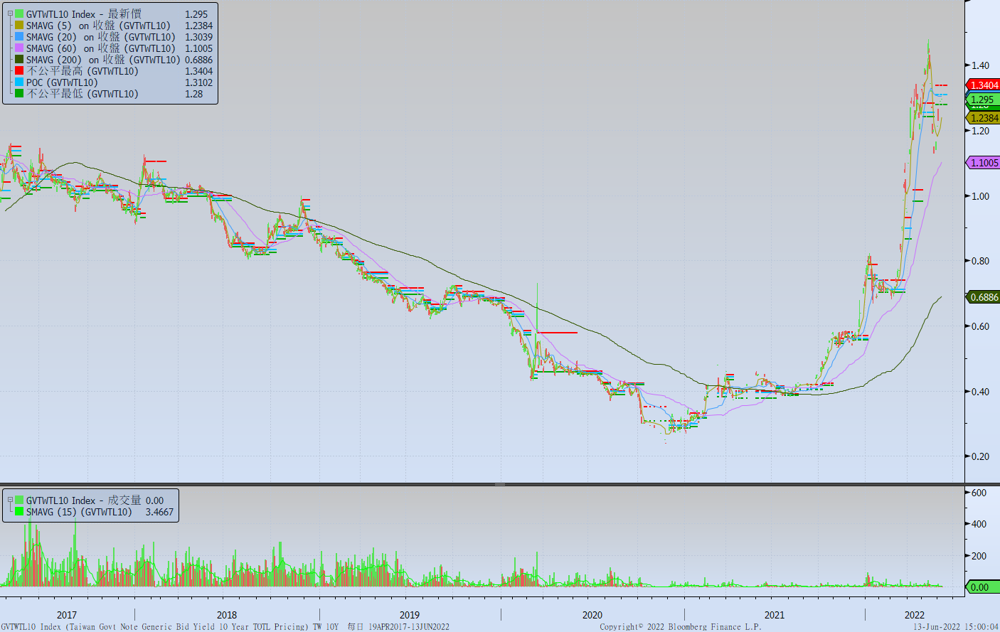 GVTWTL10 Index - 最新價 1.295
SMAVG (5) on 收盤 (GVTWTL10) 1.2384
SMAVG (20) on 收盤 (GVTWTL10) 1.3039
SMAVG (60) on 收盤 (GVTWTL10) 1.1005
SMAVG (200) on 收盤 (GVTWTL10) 0.6886
不公平最高 (GVTWTL10) 1.3404
POC (GVTWTL10) 1.3102
不公平最低 (GVTWTL10) 1.28
1.40
1.3404
1.295
1.28
1.2384
1.20
1.1005
1.00
0.80
0.6886
0.60
0.40
0.20
GVTWTL10 Index - 成交量 0.00
SMAVG (15) (GVTWTL10) 3.4667
600
400
200
0.00
2017 2018 2019 2020 2021 2022
GVTWTL10 Index (Taiwan Govt Note Generic Bid Yield 10 Year TOTL Pricing) TW 10Y 每日 19APR2017-13JUN2022 Copyright© 2022 Bloomberg Finance L.P. 13-Jun-2022 15:00:04